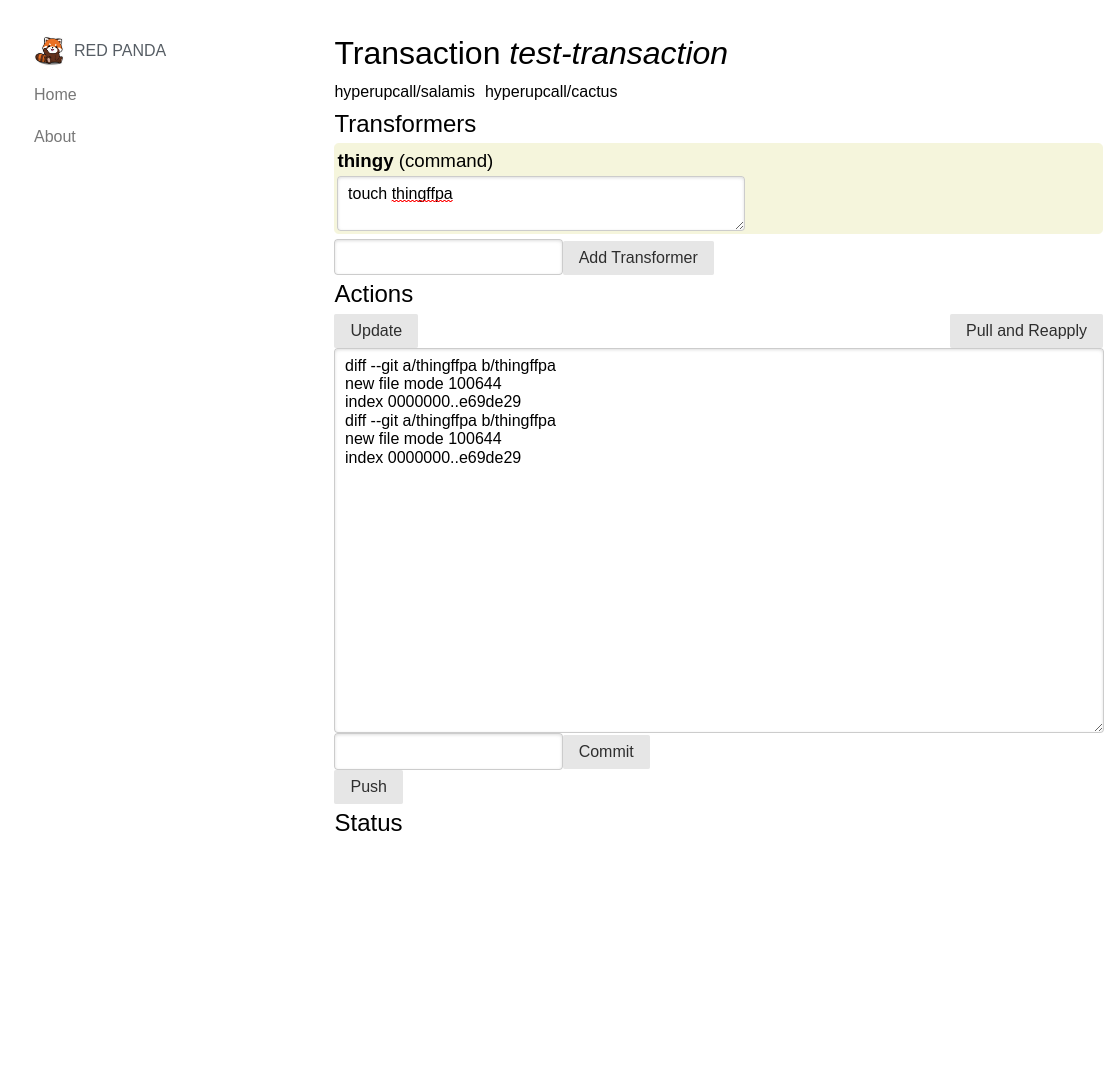 RED PANDA
Home
About
Transaction test-transaction
hyperupcall/salamis hyperupcall/cactus
Transformers
thingy (command)
touch thingffpa
Add Transformer
Actions
Update
Pull and Reapply
diff --git a/thingffpa b/thingffpa
new file mode 100644
index 0000000..e69de29
diff --git a/thingffpa b/thingffpa
new file mode 100644
index 0000000..e69de29
Commit
Push
Status